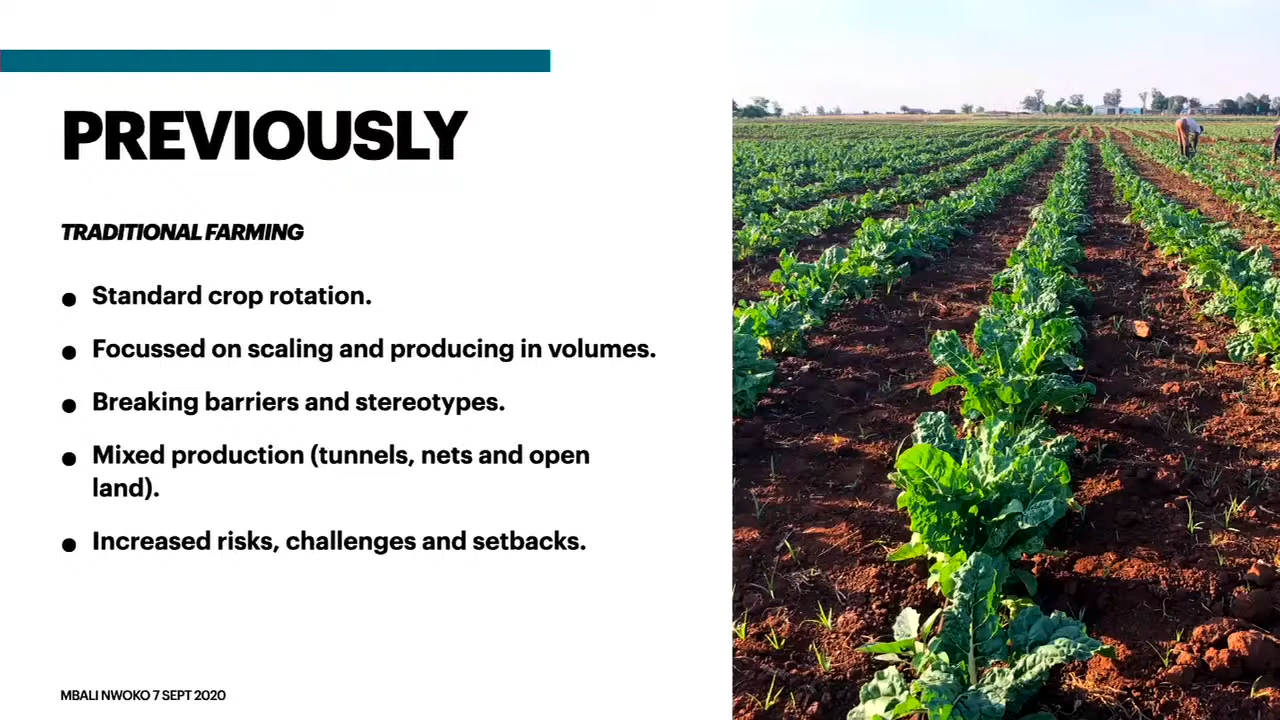 PREVIOUSLY
TRADITIONAL FARMING
● Standard crop rotation.
● Focussed on scaling and producing in volumes.
● Breaking barriers and stereotypes.
● Mixed production (tunnels, nets and open
land).
● Increased risks, challenges and setbacks.
MBALI NWOKO 7 SEPT 2020